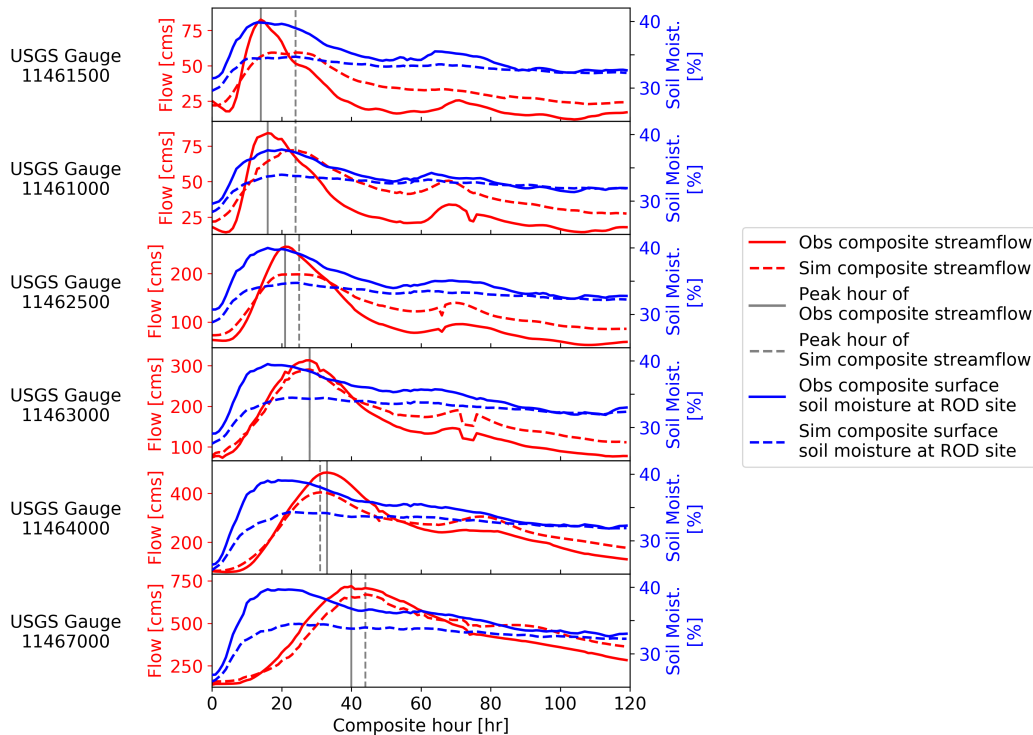 USGS Gauge
11461500
Flow [cms]
75
50
25
40
30
Soil Moist.
[%]
USGS Gauge
11461000
Flow [cms]
75
50
25
40
30
Soil Moist.
[%]
USGS Gauge
11462500
Flow [cms]
200
100
40
30
Soil Moist.
[%]
USGS Gauge
11463000
Flow [cms]
300
200
100
40
30
Soil Moist.
[%]
USGS Gauge
11464000
Flow [cms]
400
200
40
30
Soil Moist.
[%]
USGS Gauge
11467000
Flow [cms]
750
500
250
40
30
Soil Moist.
[%]
0 20 40 60 80 100 120
Composite hour [hr]
Obs composite streamflow
Sim composite streamflow
Peak hour of
Obs composite streamflow
Peak hour of
Sim composite streamflow
Obs composite surface
soil moisture at ROD site
Sim composite surface
soil moisture at ROD site